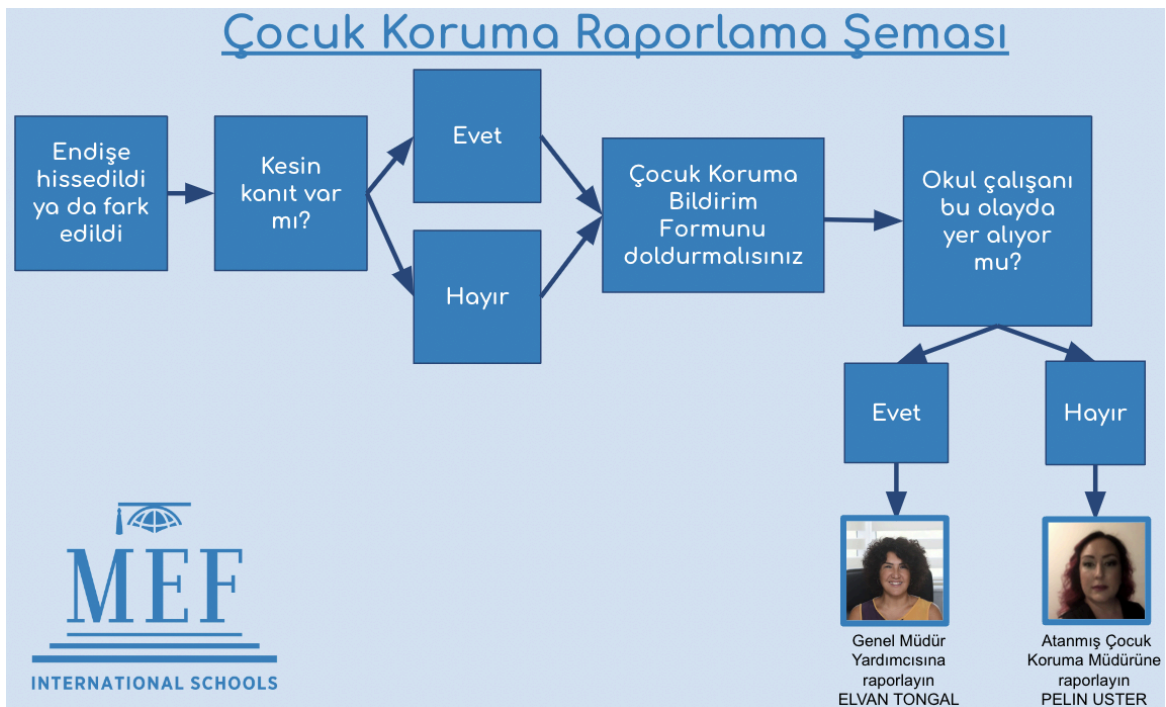 Çocuk Koruma Raporlama Şeması
Endişe
hissedildi
ya da fark
edildi
Kesin
kanıt var
mı?
Evet
Hayır
Çocuk Koruma
Bildirim
Formunu
doldurmalısınız
Okul çalışanı
bu olayda
yer alıyor
mu?
Evet
Hayır
Genel Müdür
Yardımcısına
raporlayın
ELVAN TONGAL
Atanmış Çocuk
Koruma Müdürüne
raporlayın
PELIN USTER
MEF
INTERNATIONAL SCHOOLS